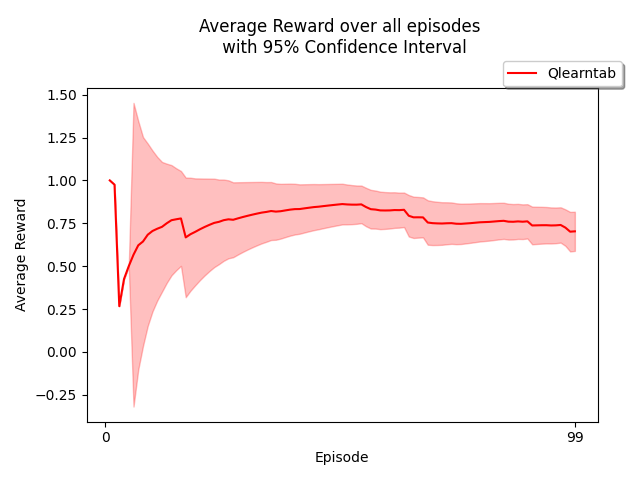 Average Reward over all episodes
with 95% Confidence Interval
Qlearntab
1.50
1.25
1.00
0.75
0.50
0.25
0.00
−0.25
Average Reward
0 99
Episode